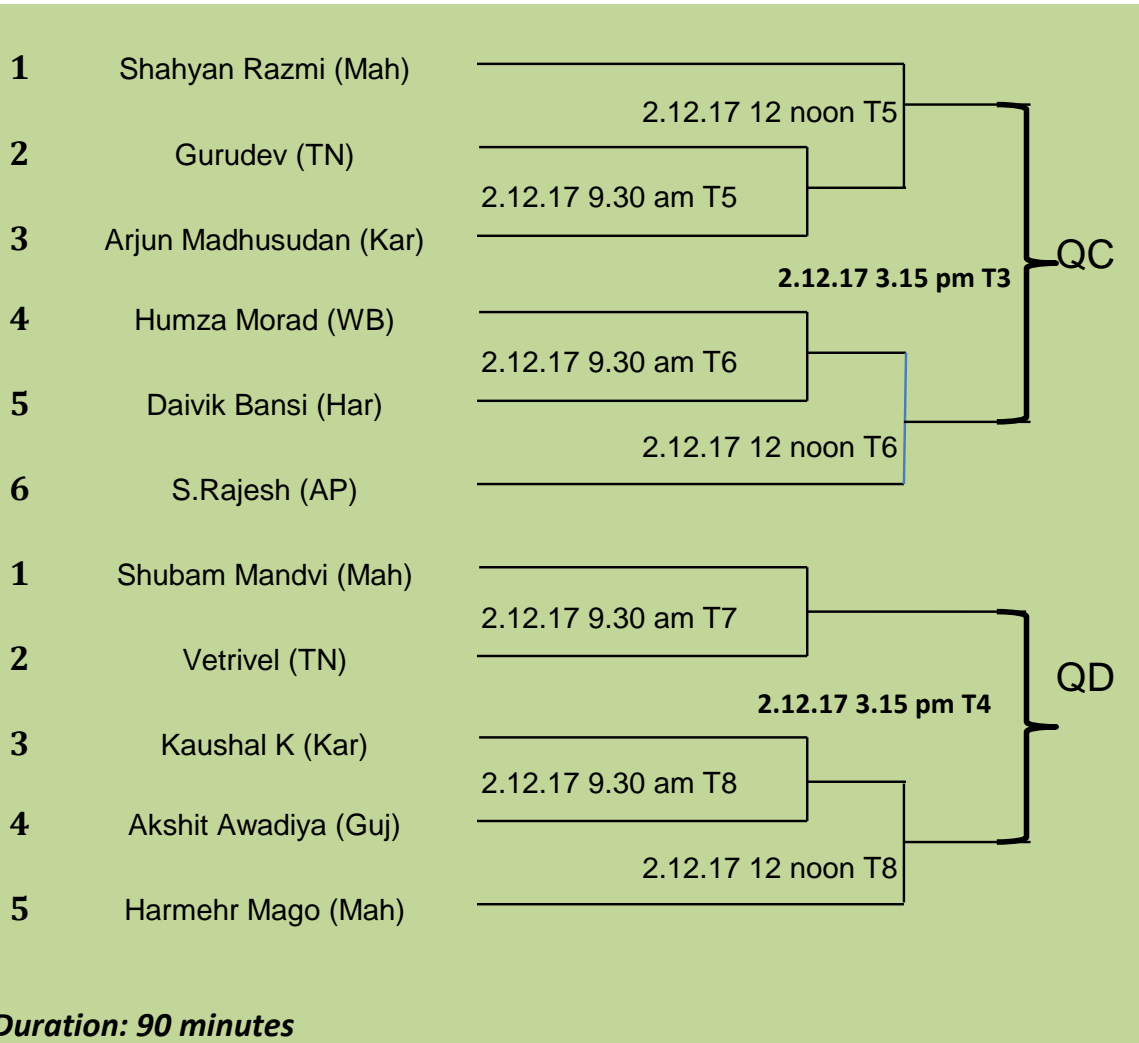 1 Shahyan Razmi (Mah)
2.12.17 12 noon T5
2 Gurudev (TN)
2.12.17 9.30 am T5
3 Arjun Madhusudan (Kar)
QC
2.12.17 3.15 pm T3
4 Humza Morad (WB)
2.12.17 9.30 am T6
5 Daivik Bansi (Har)
2.12.17 12 noon T6
6 S.Rajesh (AP)
1 Shubam Mandvi (Mah)
2.12.17 9.30 am T7
2 Vetrivel (TN)
QD
2.12.17 3.15 pm T4
3 Kaushal K (Kar)
2.12.17 9.30 am T8
4 Akshit Awadiya (Guj)
2.12.17 12 noon T8
5 Harmehr Mago (Mah)
Duration: 90 minutes